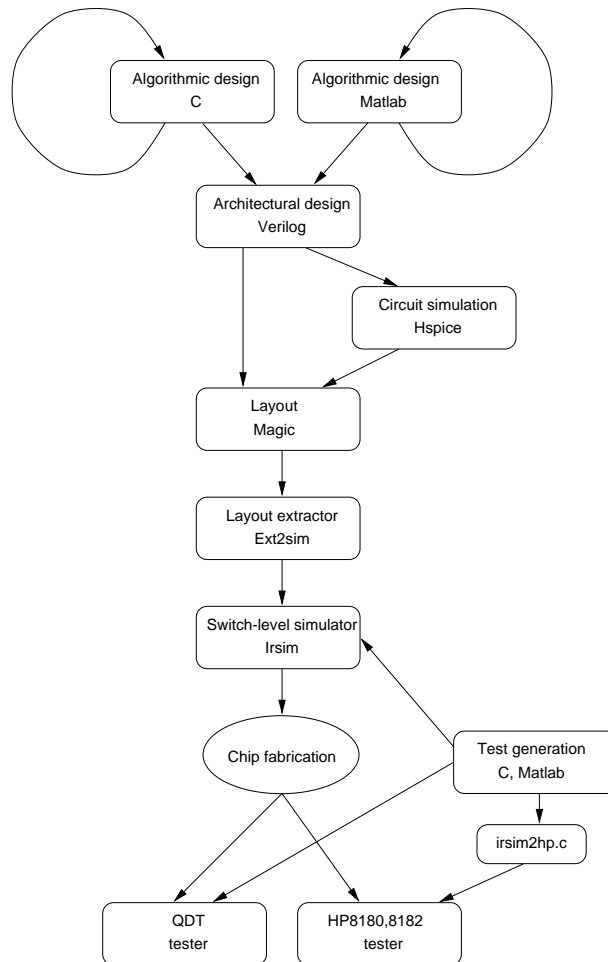 Algorithmic design
C
Algorithmic design
Matlab
Architectural design
Verilog
Circuit simulation
Hspice
Layout
Magic
Layout extractor
Ext2sim
Switch-level simulator
Irsim
Chip fabrication
Test generation
C, Matlab
irsim2hp.c
QDT
tester
HP8180,8182
tester